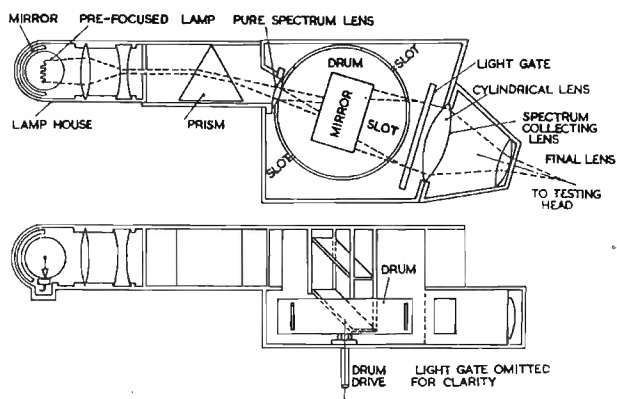 MIRROR
PRE-FOCUSED LAMP
PURE SPECTRUM LENS
SLOT
LIGHT GATE
DRUM
CYLINDRICAL LENS
MIRROR
SPECTRUM
COLLECTING
LENS
LAMP HOUSE
PRISM
SLOT
SLOT
FINAL LENS
TO TESTING
HEAD
DRUM
DRUM
DRIVE
LIGHT GATE OMITTED
FOR CLARITY